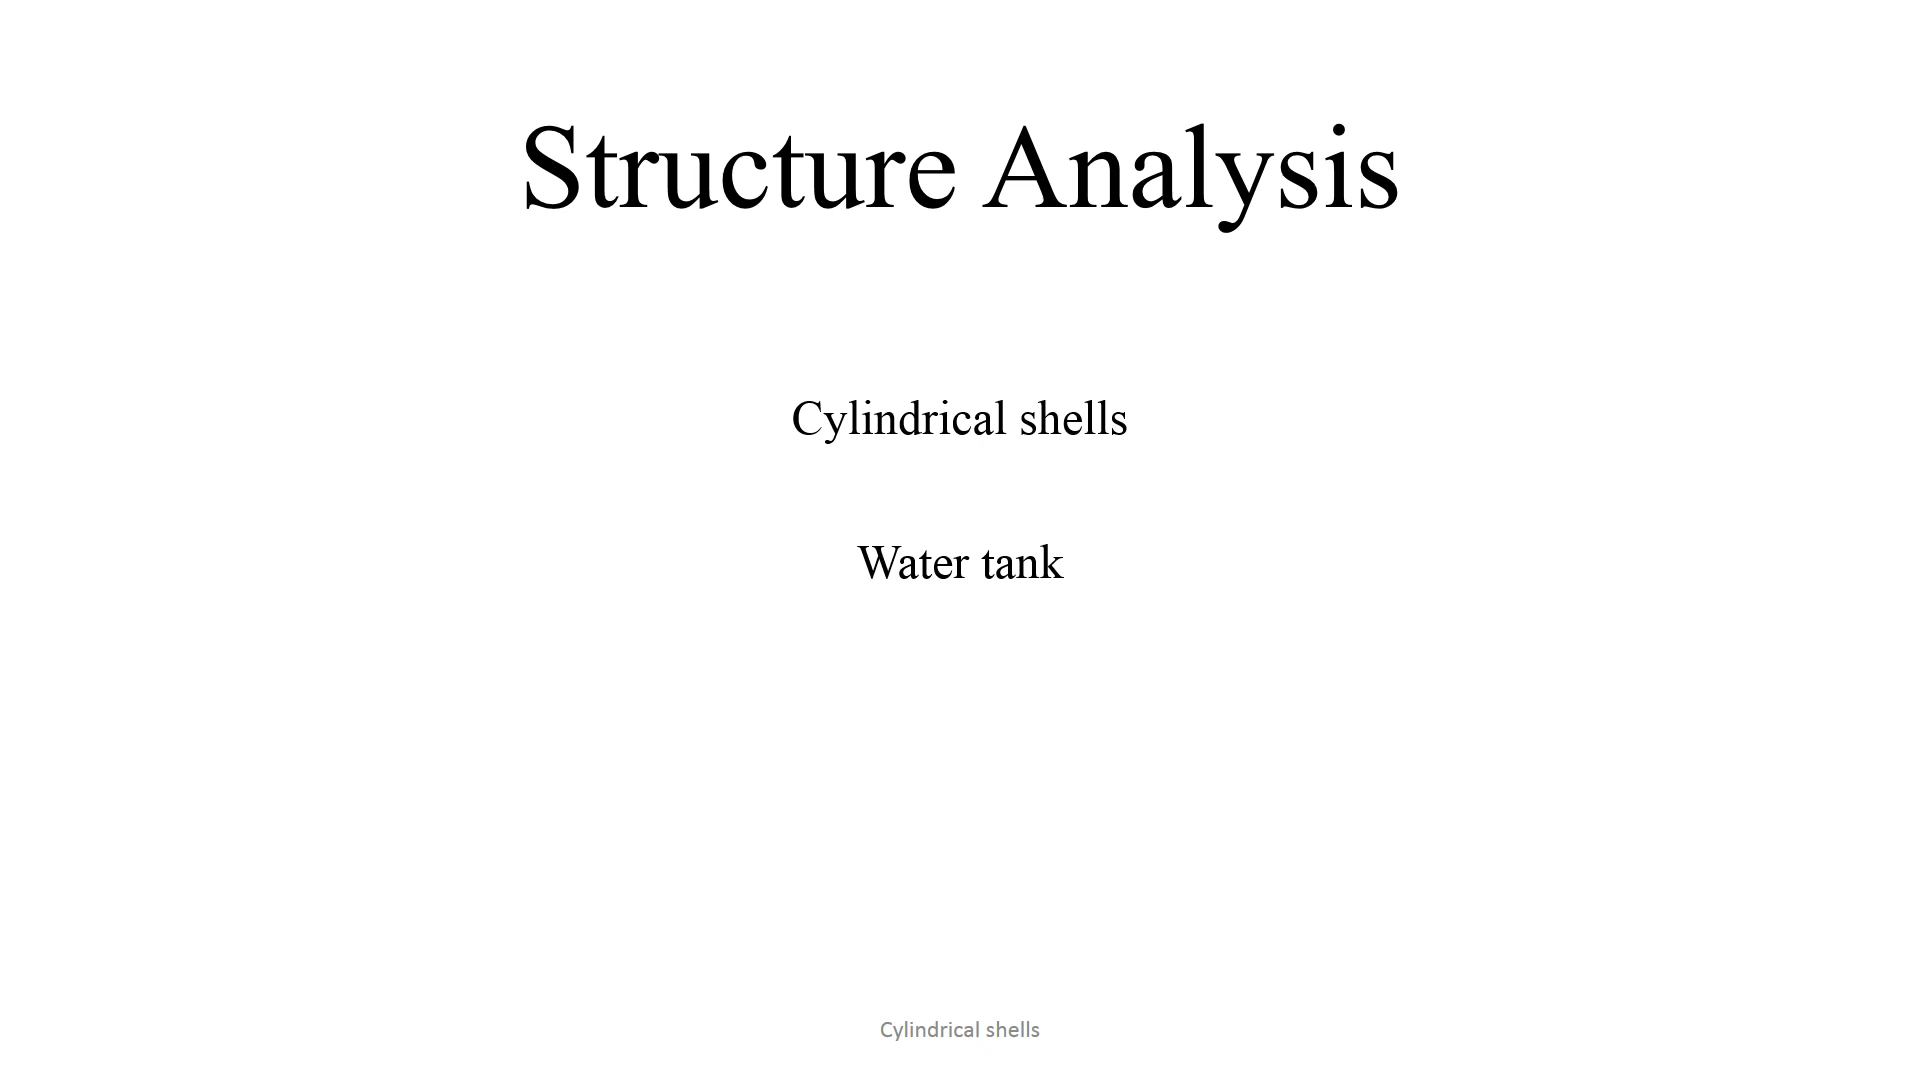 Structure Analysis
Cylindrical shells
Water tank
Cylindrical shells